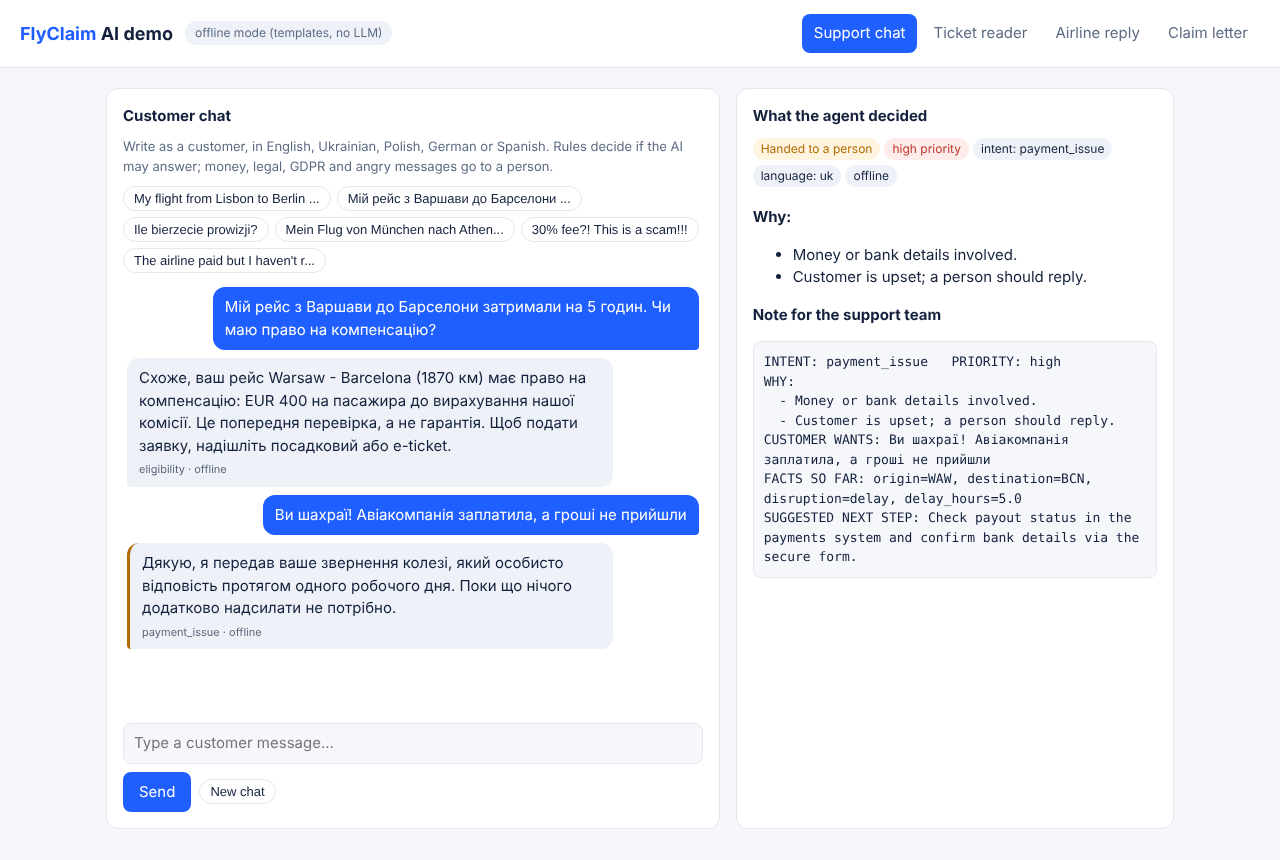 FlyClaim AI demo
offline mode (templates, no LLM)
Support chat
Ticket reader
Airline reply
Claim letter
Customer chat
Write as a customer, in English, Ukrainian, Polish, German or Spanish. Rules decide if the AI
may answer; money, legal, GDPR and angry messages go to a person.
My flight from Lisbon to Berlin ...
Мій рейс з Варшави до Барселони ...
Ile bierzecie prowizji?
Mein Flug von München nach Athen...
30% fee?! This is a scam!!!
The airline paid but I haven't r...
Мій рейс з Варшави до Барселони затримали на 5 годин. Чи
маю право на компенсацію?
Схоже, ваш рейс Warsaw - Barcelona (1870 км) має право на
компенсацію: EUR 400 на пасажира до вирахування нашої
комісії. Це попередня перевірка, а не гарантія. Щоб подати
заявку, надішліть посадковий або e-ticket.
eligibility · offline
Ви шахраї! Авіакомпанія заплатила, а гроші не прийшли
Дякую, я передав ваше звернення колезі, який особисто
відповість протягом одного робочого дня. Поки що нічого
додатково надсилати не потрібно.
payment_issue · offline
Type a customer message...
Send
New chat
What the agent decided
Handed to a person
high priority
intent: payment_issue
language: uk
offline
Why:
• Money or bank details involved.
• Customer is upset; a person should reply.
Note for the support team
INTENT: payment_issue   PRIORITY: high
WHY:
- Money or bank details involved.
- Customer is upset; a person should reply.
CUSTOMER WANTS: Ви шахраї! Авіакомпанія
заплатила, а гроші не прийшли
FACTS SO FAR: origin=WAW, destination=BCN,
disruption=delay, delay_hours=5.0
SUGGESTED NEXT STEP: Check payout status in the
payments system and confirm bank details via the
secure form.